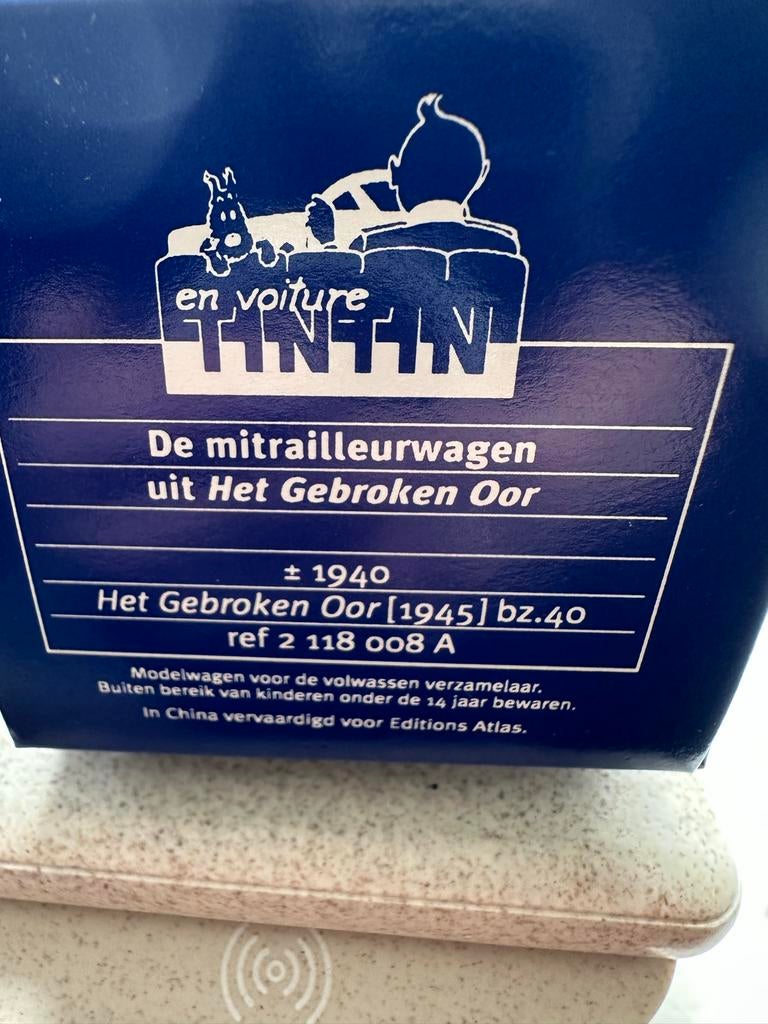 en voiture
TINTIN
De mitrailleurwagen
uit Het Gebroken Oor
± 1940
Het Gebroken Oor [1945] bz.40
ref 2 118 008 A
Modelwagen voor de volwassen verzamelaar.
Buiten bereik van kinderen onder de 14 jaar bewaren.
In China vervaardigd voor Editions Atlas.